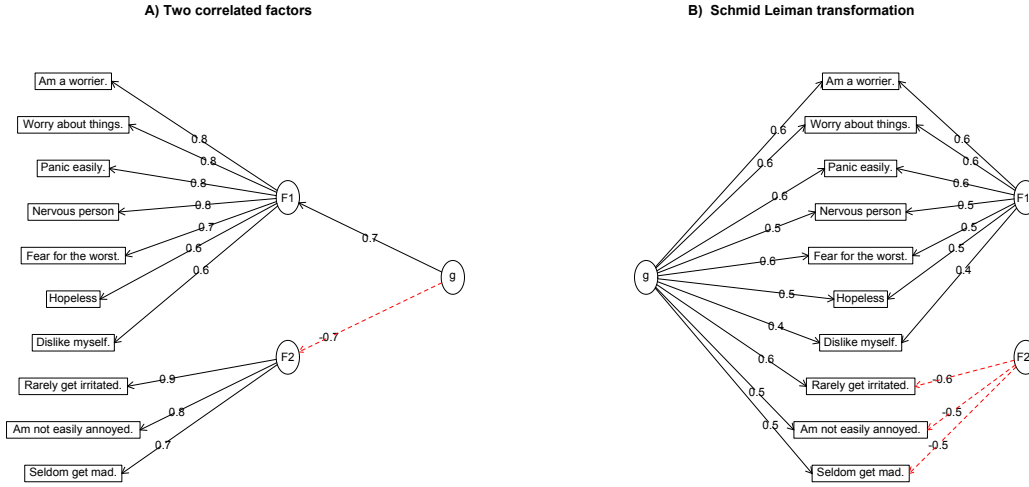 A) Two correlated factors
Am a worrier.
Worry about things.
Panic easily.
Nervous person
Fear for the worst.
Hopeless
Dislike myself.
Rarely get irritated.
Am not easily annoyed.
Seldom get mad.
0.8
0.8
0.8
0.8
0.7
0.6
0.6
F1
0.7
g
-0.7
F2
0.9
0.8
0.7
B) Schmid Leiman transformation
Am a worrier.
Worry about things.
Panic easily.
Nervous person
Fear for the worst.
Hopeless
Dislike myself.
Rarely get irritated.
Am not easily annoyed.
Seldom get mad.
g
0.6
0.6
0.6
0.5
0.6
0.5
0.4
0.6
0.5
0.5
F1
0.6
0.6
0.6
0.5
0.5
0.5
0.4
F2
-0.6
-0.5
-0.5